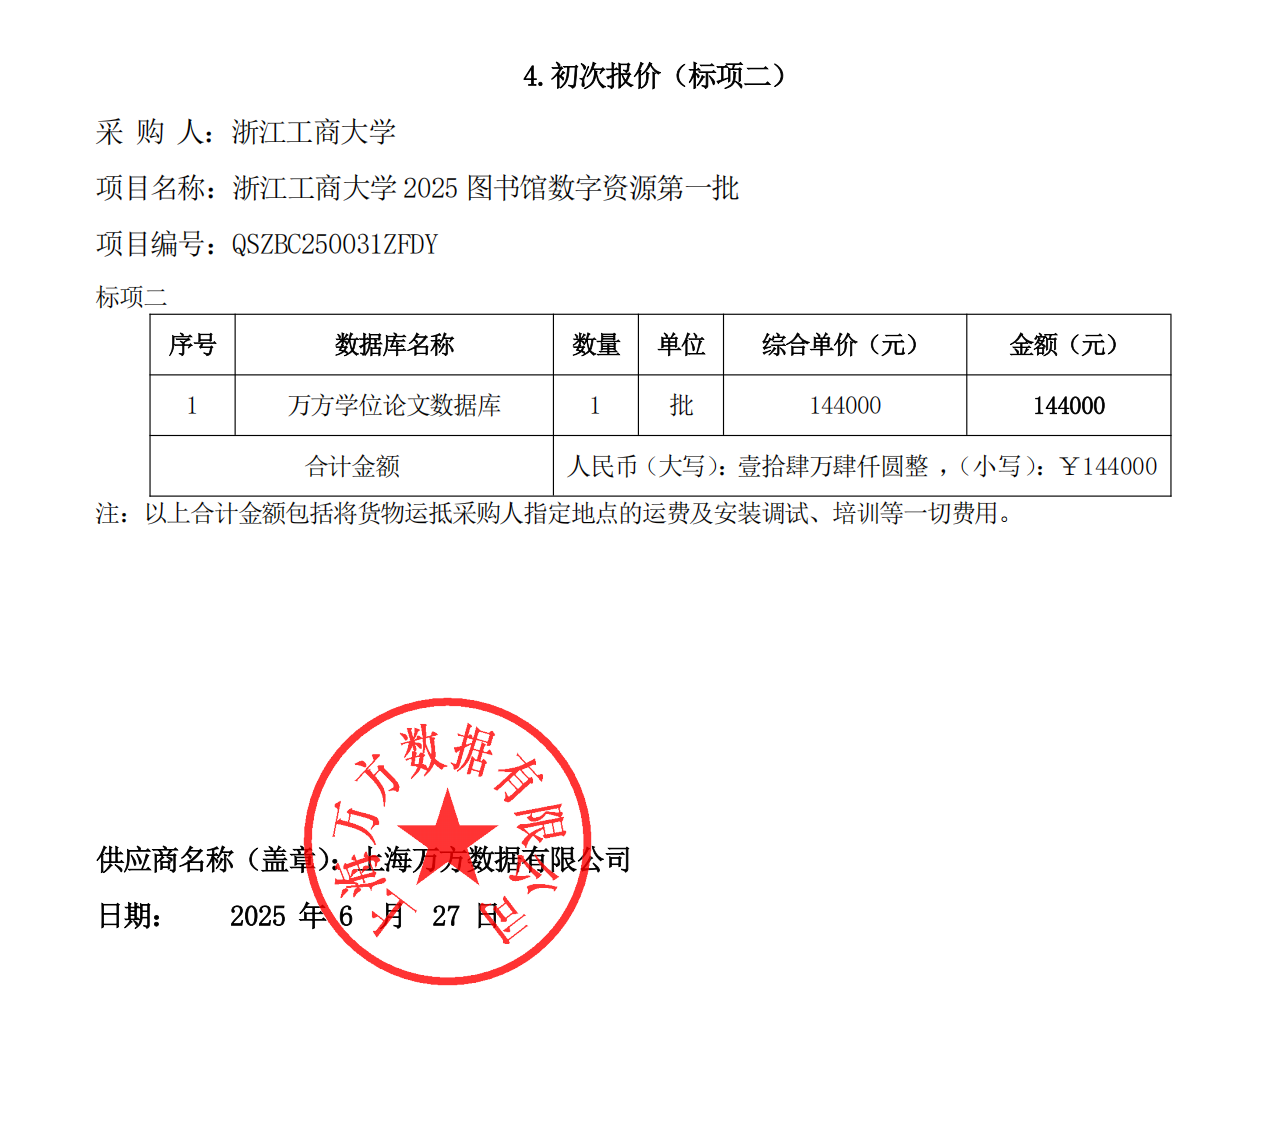 4.初次报价（标项二）
采 购 人：浙江工商大学
项目名称：浙江工商大学 2025 图书馆数字资源第一批
项目编号：QSZBC250031ZFDY
标项二
序号 数据库名称 数量 单位 综合单价（元） 金额（元）
1 万方学位论文数据库 1 批 144000 144000
合计金额 人民币（大写）：壹拾肆万肆仟圆整 ，（小写）：￥144000
注：以上合计金额包括将货物运抵采购人指定地点的运费及安装调试、培训等一切费用。
上海万方数据有限公司
供应商名称（盖章）：上海万方数据有限公司
日期： 2025 年 6 月 27 日